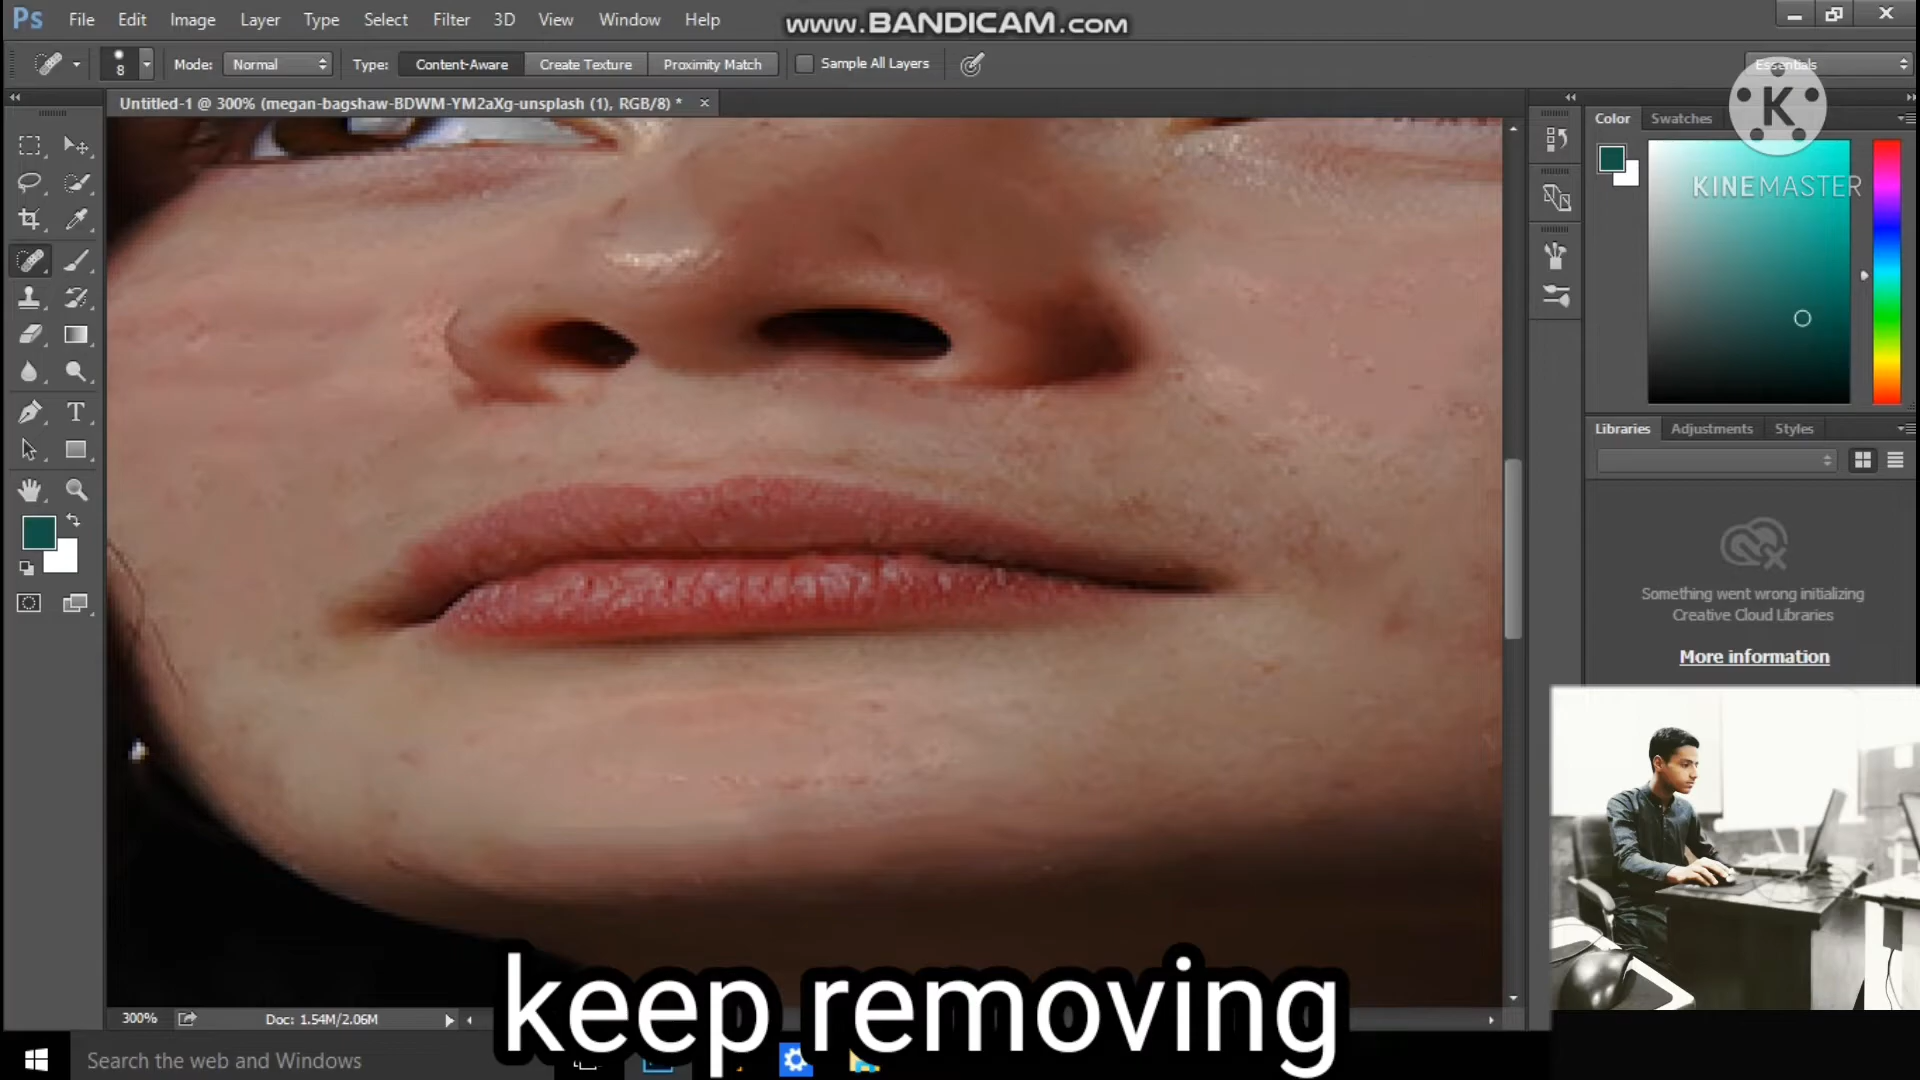 Ps File Edit Image Layer Type Select Filter 3D View Window Help
www.BANDICAM.com
8 Mode: Normal Type: Content-Aware Create Texture Proximity Match Sample All Layers
Essentials
K
KINEMASTER
Untitled-1 @ 300% (megan-bagshaw-BDWM-YM2aXg-unsplash (1), RGB/8) *
Color Swatches
Libraries Adjustments Styles
Something went wrong initializing
Creative Cloud Libraries
More information
300% Doc: 1.54M/2.06M
keep removing
Search the web and Windows